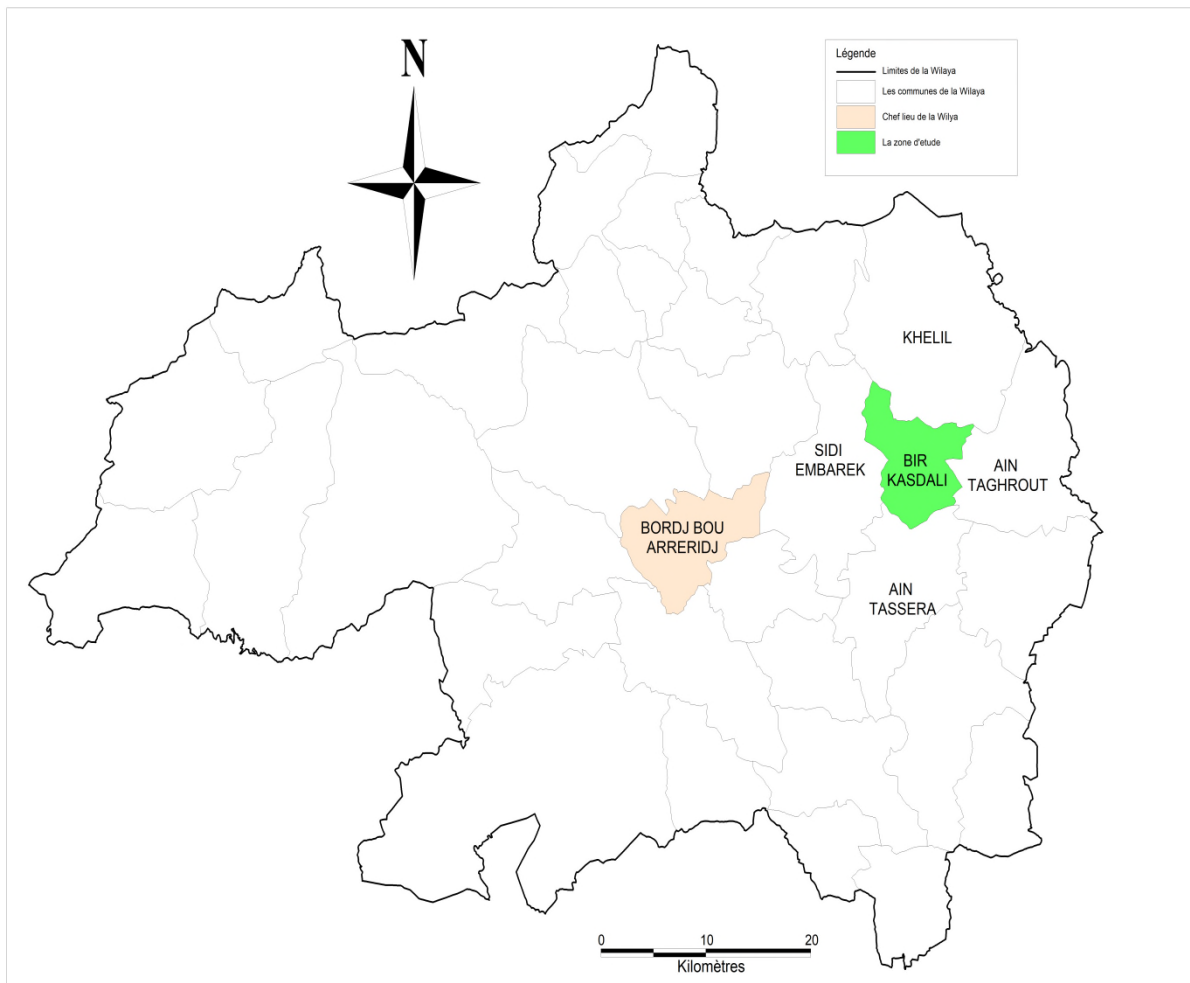 N
Légende
Limites de la Wilaya
Les communes de la Wilaya
Chef lieu de la Wilya
La zone d'etude
KHELIL
SIDI
EMBAREK
BIR
KASDALI
AIN
TAGHROUT
BORDJ BOU
ARRERIDJ
AIN
TASSERA
0 10 20
Kilomètres